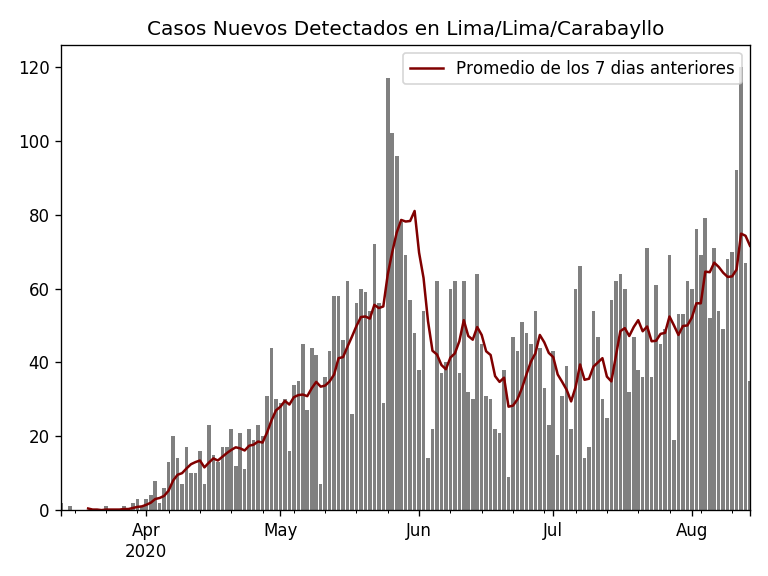 Casos Nuevos Detectados en Lima/Lima/Carabayllo
Promedio de los 7 dias anteriores
120
100
80
60
40
20
0
Apr
2020
May
Jun
Jul
Aug